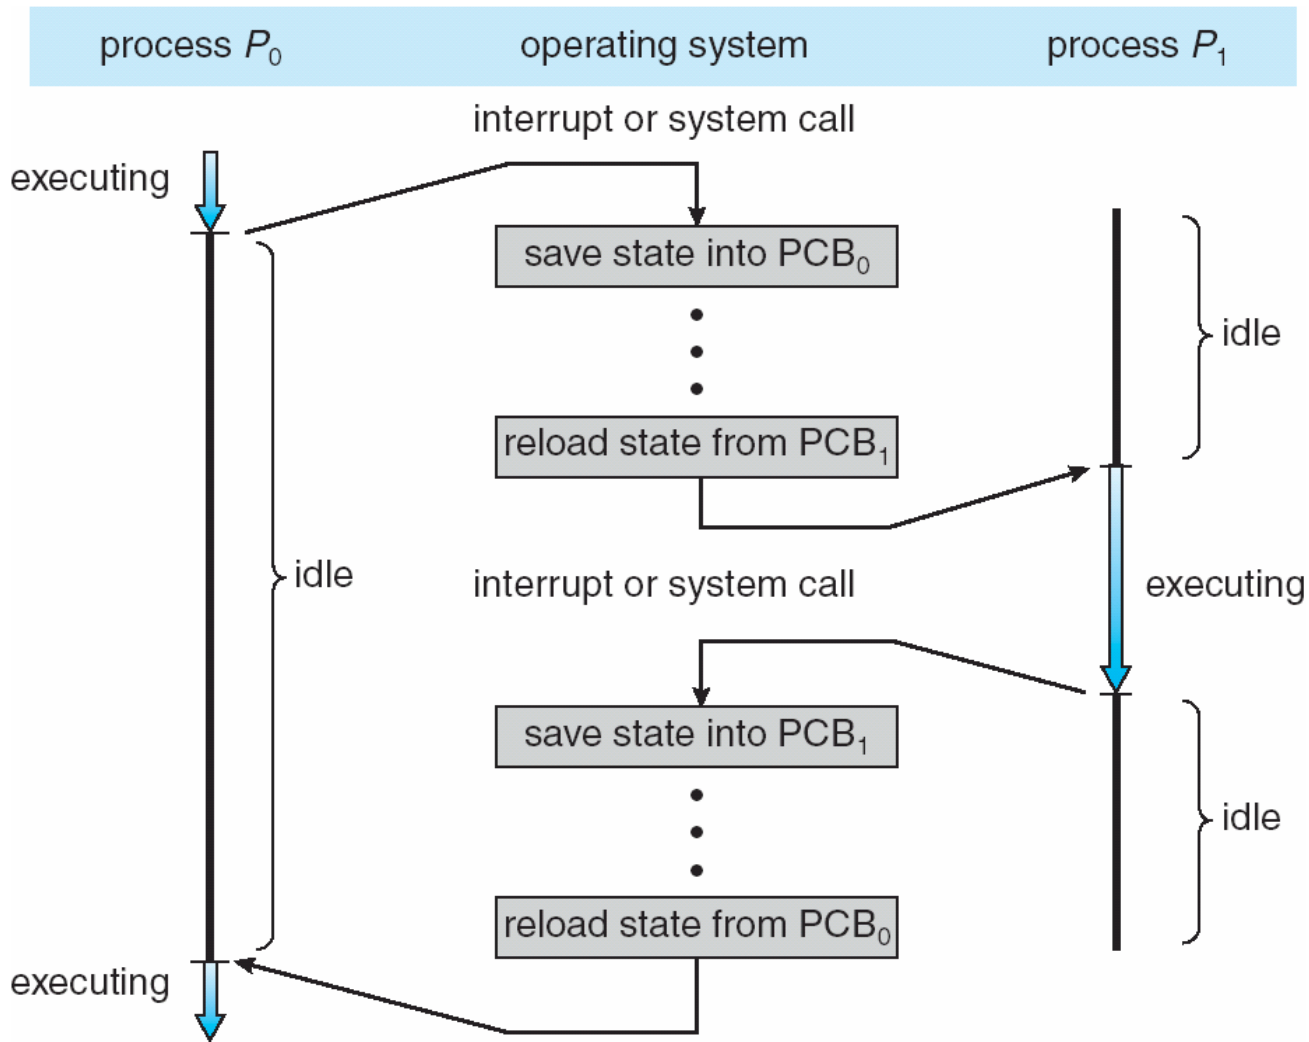 process P₀ operating system process P₁
interrupt or system call
executing
save state into PCB₀
idle
reload state from PCB₁
idle
interrupt or system call
executing
save state into PCB₁
idle
reload state from PCB₀
executing